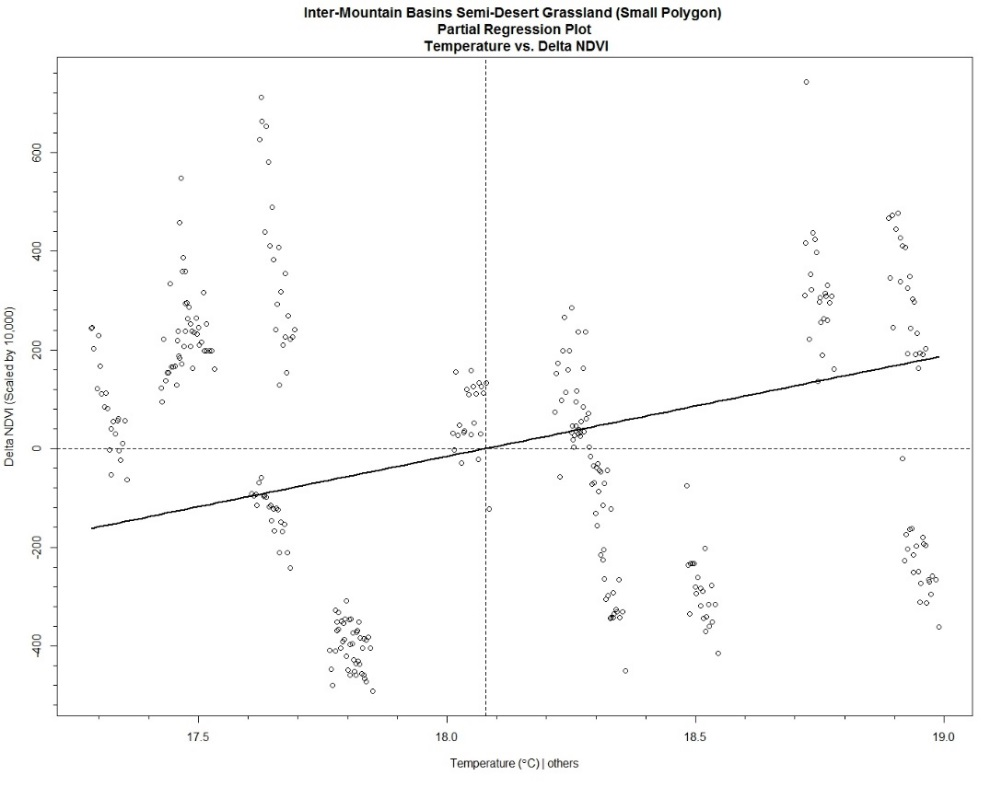 Inter-Mountain Basins Semi-Desert Grassland (Small Polygon)
Partial Regression Plot
Temperature vs. Delta NDVI
Delta NDVI (Scaled by 10,000)
600
400
200
0
-200
-400
17.5 18.0 18.5 19.0
Temperature (°C) | others